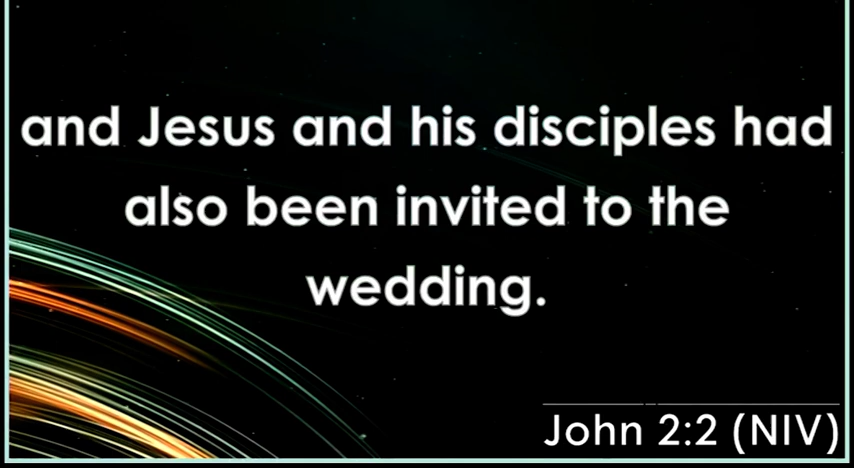 and Jesus and his disciples had
also been invited to the
wedding.
John 2:2 (NIV)